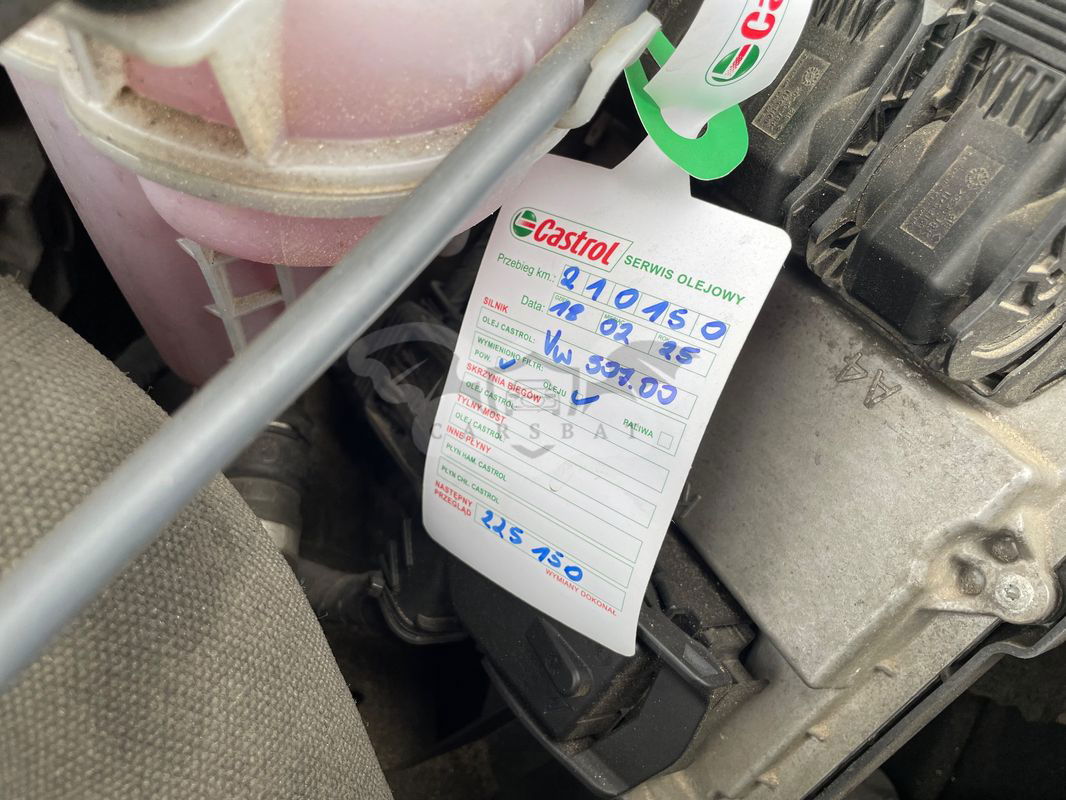 Castrol SERWIS OLEJOWY
Przebieg km.: 210150
Data: 18 02 25
SILNIK
OLEJ CASTROL: VW 507.00
WYMIENIONO FILTR:
POW. ✓ OLEJU ✓ PALIWA
SKRZYNIA BIEGÓW
OLEJ CASTROL
TYLNY MOST
OLEJ CASTROL
INNE PŁYNY
PŁYN HAM. CASTROL
PŁYN CHŁ. CASTROL
NASTĘPNY PRZEGLĄD 225 150
WYMIANY DOKONAŁ
CARSBAT
A4